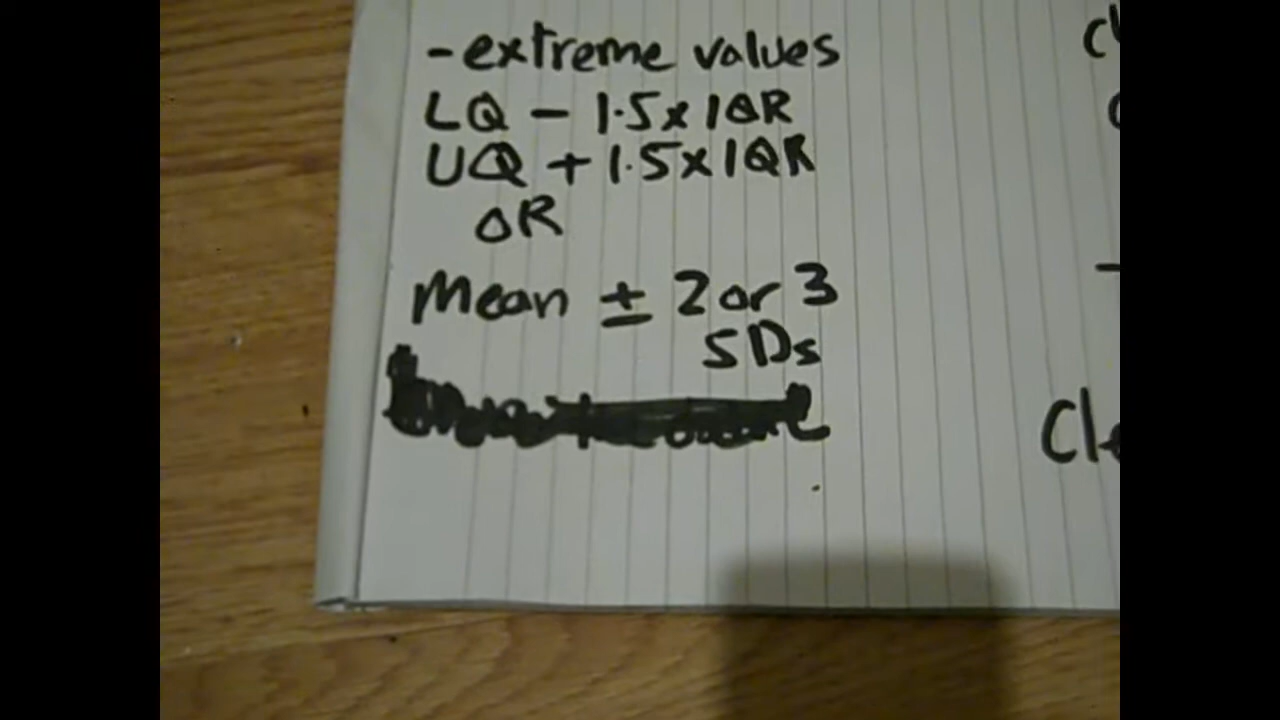 -extreme values
LQ - 1.5x IQR
UQ + 1.5x IQR
OR
Mean ± 2 or 3
SDs